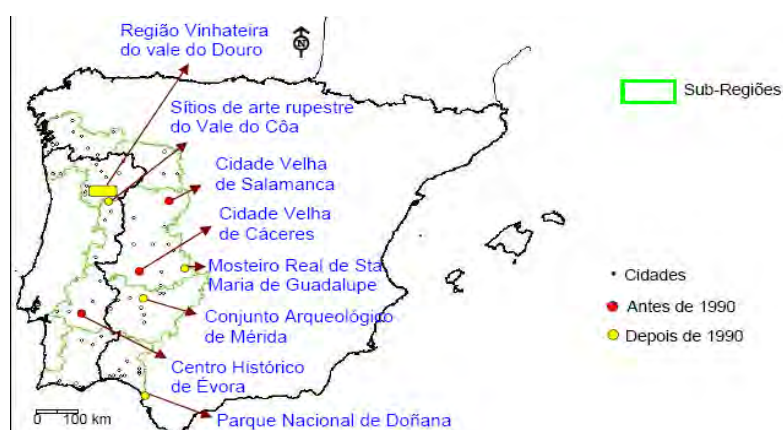 Região Vinhateira
do vale do Douro
N
Sítios de arte rupestre
do Vale do Côa
Cidade Velha
de Salamanca
Cidade Velha
de Cáceres
Mosteiro Real de Sta
Maria de Guadalupe
Conjunto Arqueológico
de Mérida
Centro Histórico
de Évora
Parque Nacional de Doñana
0 100 km
Sub-Regiões
Cidades
Antes de 1990
Depois de 1990